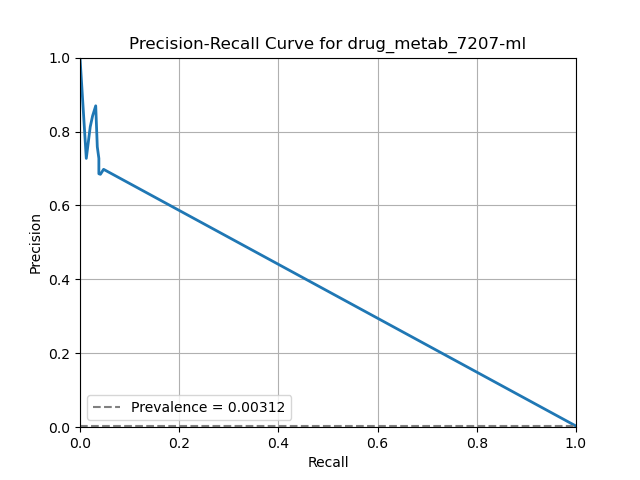 Precision-Recall Curve for drug_metab_7207-ml
1.0
0.8
0.6
0.4
0.2
0.0
Precision
Prevalence = 0.00312
0.0 0.2 0.4 0.6 0.8 1.0
Recall